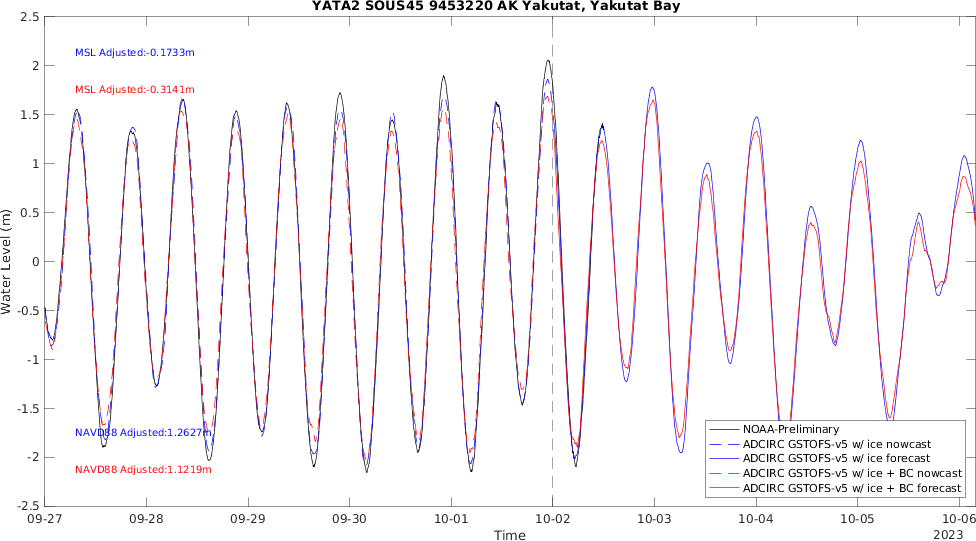 YATA2 SOUS45 9453220 AK Yakutat, Yakutat Bay
2.5
2
1.5
1
0.5
0
-0.5
-1
-1.5
-2
-2.5
Water Level (m)
MSL Adjusted:-0.1733m
MSL Adjusted:-0.3141m
NAVD88 Adjusted:1.2627m
NAVD88 Adjusted:1.1219m
NOAA-Preliminary
ADCIRC GSTOFS-v5 w/ ice nowcast
ADCIRC GSTOFS-v5 w/ ice forecast
ADCIRC GSTOFS-v5 w/ ice + BC nowcast
ADCIRC GSTOFS-v5 w/ ice + BC forecast
09-27 09-28 09-29 09-30 10-01 10-02 10-03 10-04 10-05 10-06
Time
2023